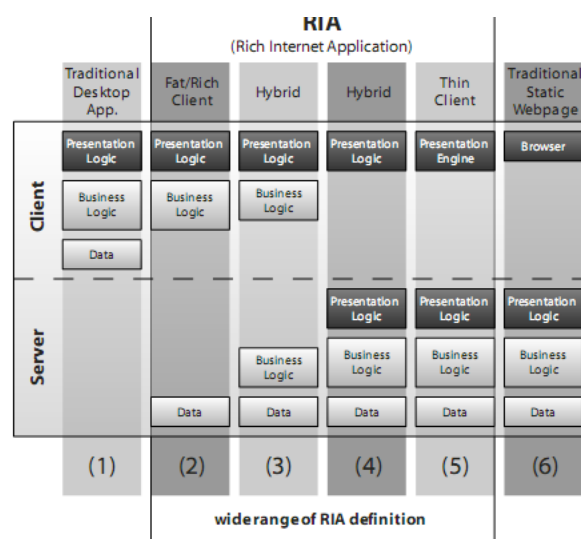 RIA
(Rich Internet Application)
Traditional
Desktop
App.
Fat/Rich
Client
Hybrid
Hybrid
Thin
Client
Traditional
Static
Webpage
Client
Presentation
Logic
Presentation
Logic
Presentation
Logic
Presentation
Logic
Presentation
Engine
Browser
Business
Logic
Business
Logic
Business
Logic
Data
Server
Presentation
Logic
Presentation
Logic
Presentation
Logic
Business
Logic
Business
Logic
Business
Logic
Business
Logic
Data
Data
Data
Data
Data
(1)
(2)
(3)
(4)
(5)
(6)
wide range of RIA definition